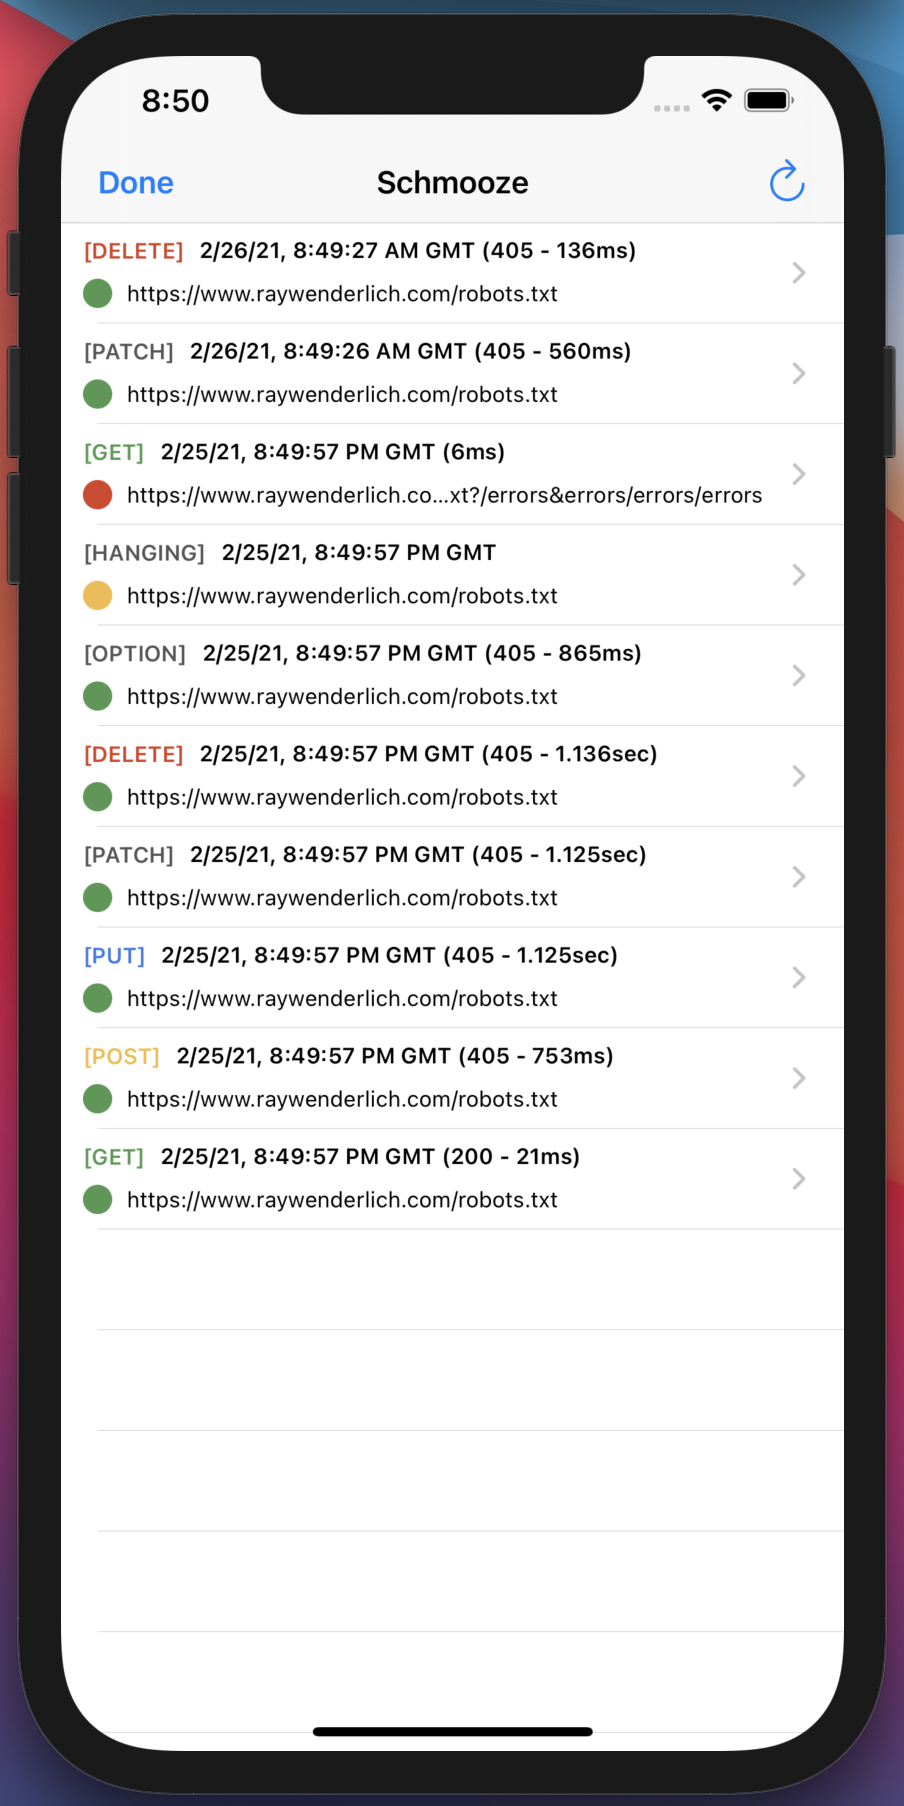 8:50
Done Schmooze
[DELETE] 2/26/21, 8:49:27 AM GMT (405 - 136ms)
https://www.raywenderlich.com/robots.txt
[PATCH] 2/26/21, 8:49:26 AM GMT (405 - 560ms)
https://www.raywenderlich.com/robots.txt
[GET] 2/25/21, 8:49:57 PM GMT (6ms)
https://www.raywenderlich.co...xt?/errors&errors/errors/errors
[HANGING] 2/25/21, 8:49:57 PM GMT
https://www.raywenderlich.com/robots.txt
[OPTION] 2/25/21, 8:49:57 PM GMT (405 - 865ms)
https://www.raywenderlich.com/robots.txt
[DELETE] 2/25/21, 8:49:57 PM GMT (405 - 1.136sec)
https://www.raywenderlich.com/robots.txt
[PATCH] 2/25/21, 8:49:57 PM GMT (405 - 1.125sec)
https://www.raywenderlich.com/robots.txt
[PUT] 2/25/21, 8:49:57 PM GMT (405 - 1.125sec)
https://www.raywenderlich.com/robots.txt
[POST] 2/25/21, 8:49:57 PM GMT (405 - 753ms)
https://www.raywenderlich.com/robots.txt
[GET] 2/25/21, 8:49:57 PM GMT (200 - 21ms)
https://www.raywenderlich.com/robots.txt